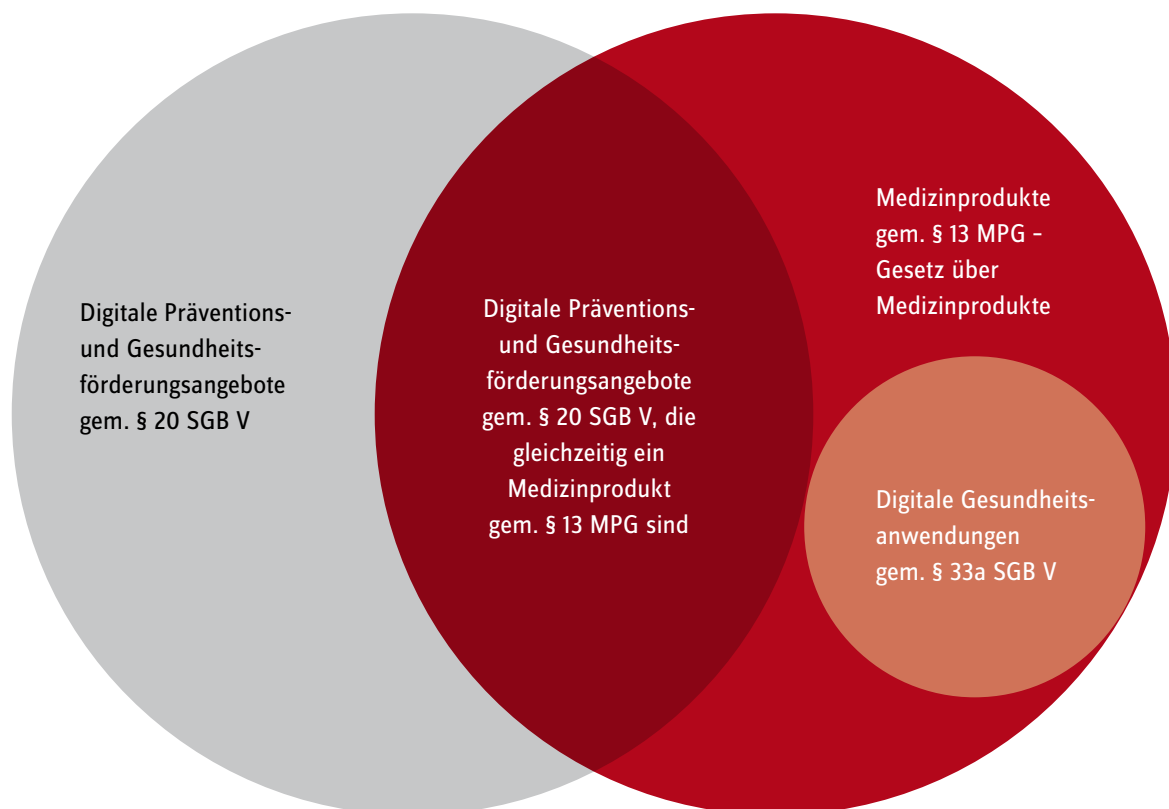 Digitale Präventions-
und Gesundheits-
förderungsangebote
gem. § 20 SGB V
Digitale Präventions-
und Gesundheits-
förderungsangebote
gem. § 20 SGB V, die
gleichzeitig ein
Medizinprodukt
gem. § 13 MPG sind
Medizinprodukte
gem. § 13 MPG –
Gesetz über
Medizinprodukte
Digitale Gesundheits-
anwendungen
gem. § 33a SGB V